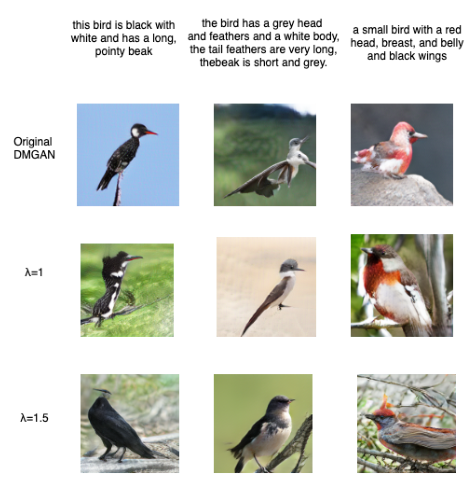 this bird is black with
white and has a long,
pointy beak
the bird has a grey head
and feathers and a white body,
the tail feathers are very long,
thebeak is short and grey.
a small bird with a red
head, breast, and belly
and black wings
Original
DMGAN
λ=1
λ=1.5